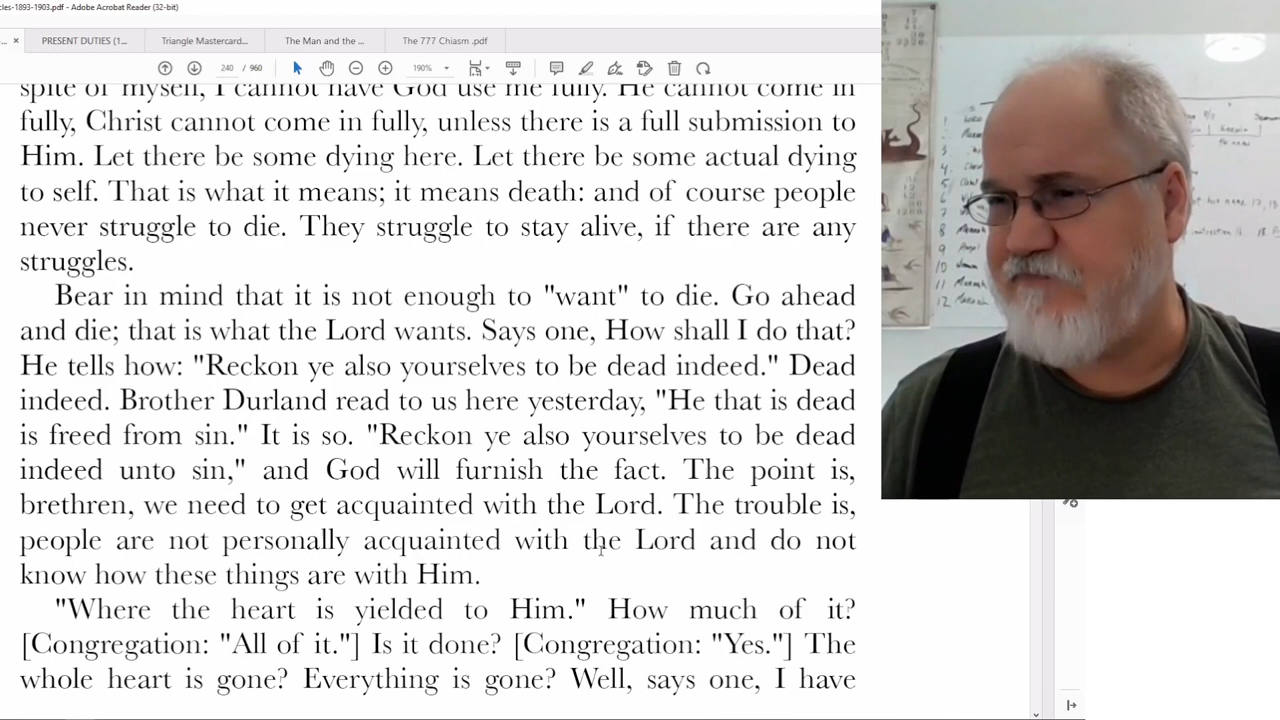 cles-1893-1903.pdf - Adobe Acrobat Reader (32-bit)
... × PRESENT DUTIES (1... Triangle Mastercard... The Man and the ... The 777 Chiasm .pdf
240 / 960 190%
spite of myself, I cannot have God use me fully. He cannot come in
fully, Christ cannot come in fully, unless there is a full submission to
Him. Let there be some dying here. Let there be some actual dying
to self. That is what it means; it means death: and of course people
never struggle to die. They struggle to stay alive, if there are any
struggles.
Bear in mind that it is not enough to "want" to die. Go ahead
and die; that is what the Lord wants. Says one, How shall I do that?
He tells how: "Reckon ye also yourselves to be dead indeed." Dead
indeed. Brother Durland read to us here yesterday, "He that is dead
is freed from sin." It is so. "Reckon ye also yourselves to be dead
indeed unto sin," and God will furnish the fact. The point is,
brethren, we need to get acquainted with the Lord. The trouble is,
people are not personally acquainted with the Lord and do not
know how these things are with Him.
"Where the heart is yielded to Him." How much of it?
[Congregation: "All of it."] Is it done? [Congregation: "Yes."] The
whole heart is gone? Everything is gone? Well, says one, I have